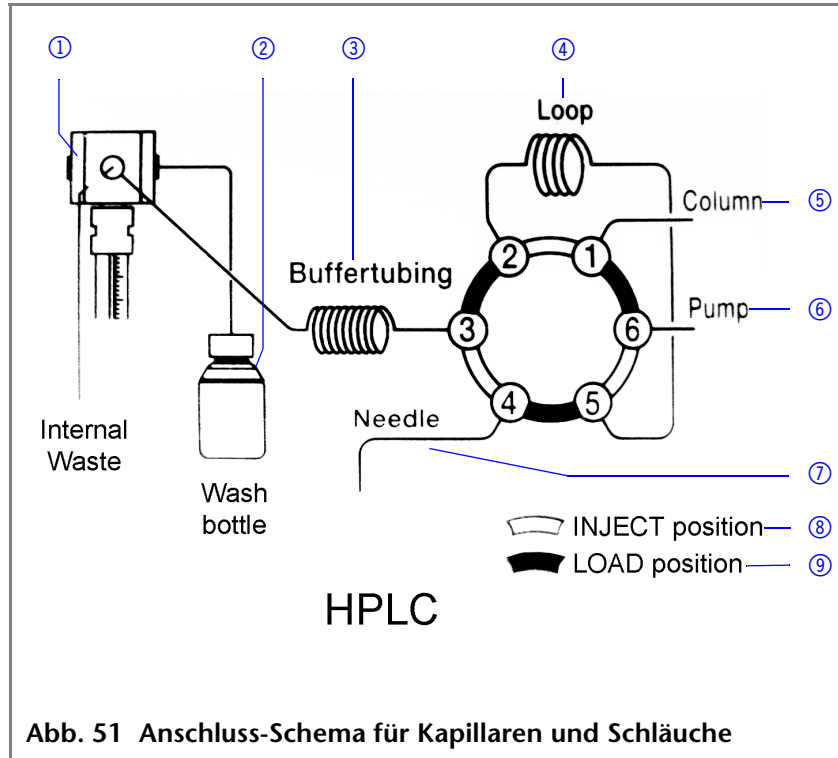 ① ② ③ ④
Loop
Column ⑤
2 1
Buffertubing
3 6 Pump ⑥
4 5
Needle
Internal
Waste
⑦
Wash
bottle
INJECT position ⑧
LOAD position ⑨
HPLC
Abb. 51 Anschluss-Schema für Kapillaren und Schläuche